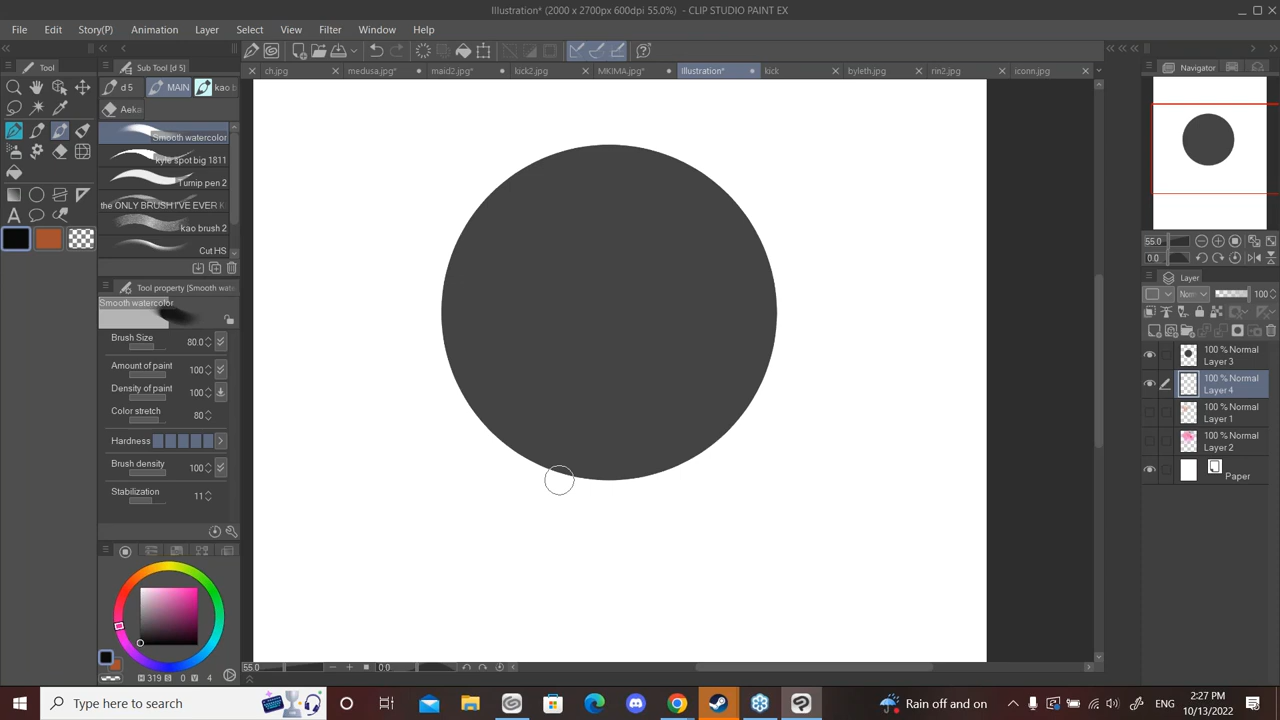 Illustration* (2000 x 2700px 600dpi 55.0%) - CLIP STUDIO PAINT EX
File Edit Story(P) Animation Layer Select View Filter Window Help
Tool
Sub Tool [d 5]
Navigator
ch.jpg medusa.jpg* maid2.jpg* kick2.jpg MKIMA.jpg* Illustration* kick byleth.jpg rin2.jpg iconn.jpg
d 5 MAIN kao b
Aeka
Smooth watercolor
kyle spot big 1811
Turnip pen 2
the ONLY BRUSH I'VE EVER
kao brush 2
Cut HS
Tool property [Smooth wate
Smooth watercolor
Brush Size 80.0
Amount of paint 100
Density of paint 100
Color stretch 80
Hardness
Brush density 100
Stabilization 11
H 319 S 0 V 4
55.0 0.0
55.0
0.0
Layer
Norm 100
100 % Normal
Layer 3
100 % Normal
Layer 4
100 % Normal
Layer 1
100 % Normal
Layer 2
Paper
Type here to search
Rain off and on
ENG
2:27 PM
10/13/2022